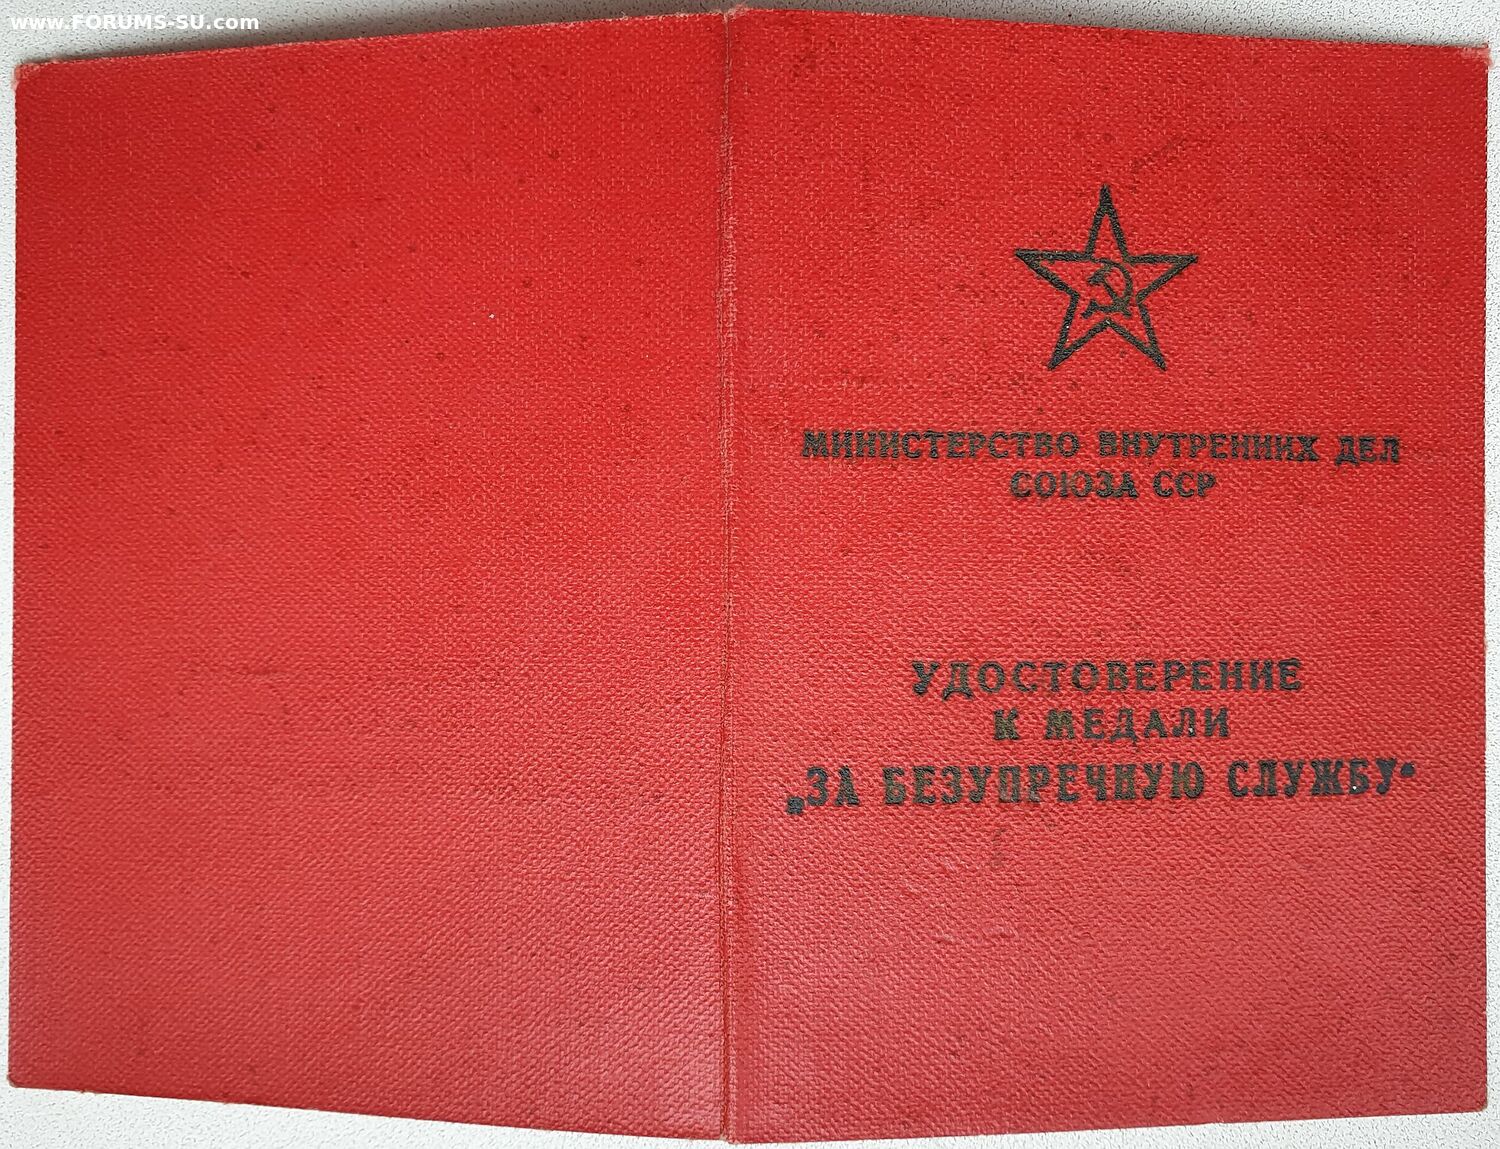 www.FORUMS-SU.com
МИНИСТЕРСТВО ВНУТРЕННИХ ДЕЛ
СОЮЗА ССР
УДОСТОВЕРЕНИЕ
К МЕДАЛИ
„ЗА БЕЗУПРЕЧНУЮ СЛУЖБУ“